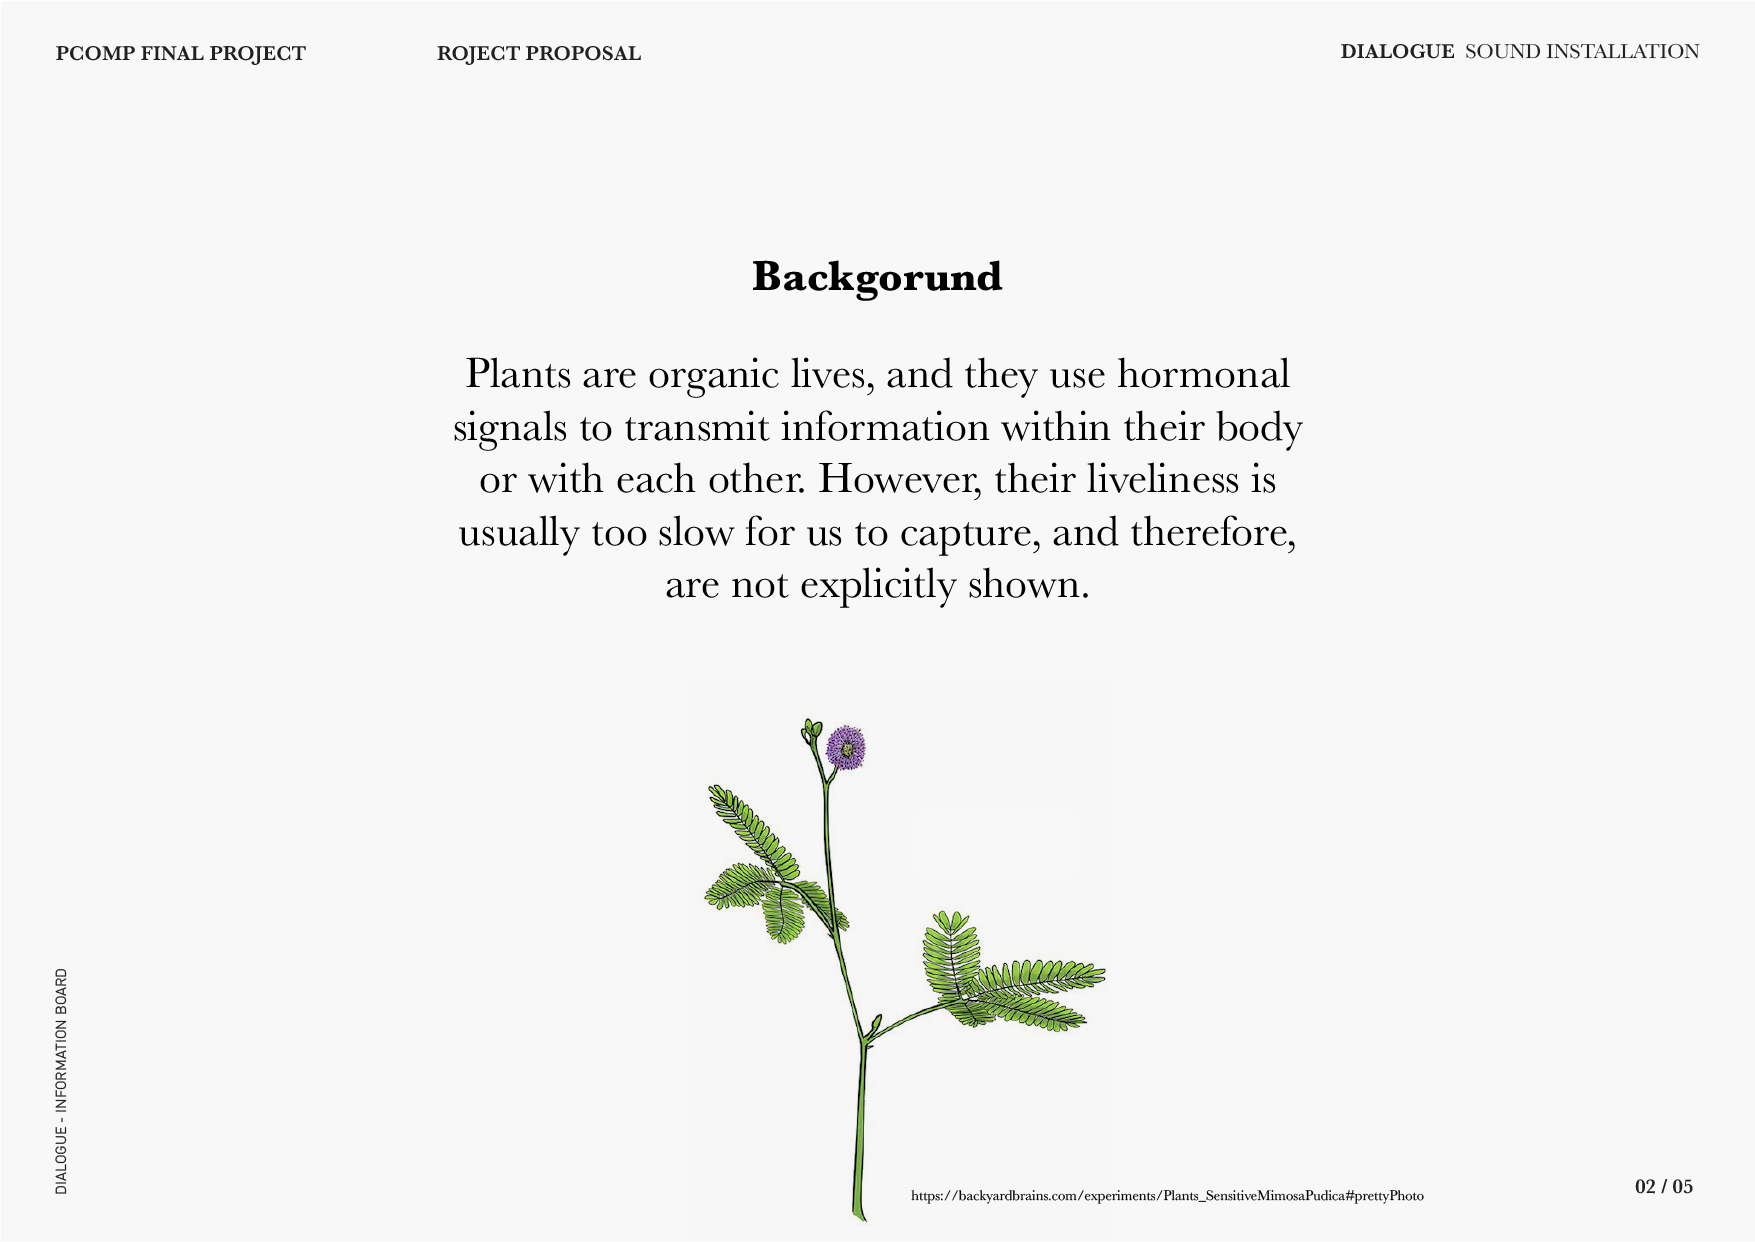 PCOMP FINAL PROJECT
ROJECT PROPOSAL
DIALOGUE SOUND INSTALLATION
Backgorund
Plants are organic lives, and they use hormonal
signals to transmit information within their body
or with each other. However, their liveliness is
usually too slow for us to capture, and therefore,
are not explicitly shown.
DIALOGUE - INFORMATION BOARD
https://backyardbrains.com/experiments/Plants_SensitiveMimosaPudica#prettyPhoto
02 / 05